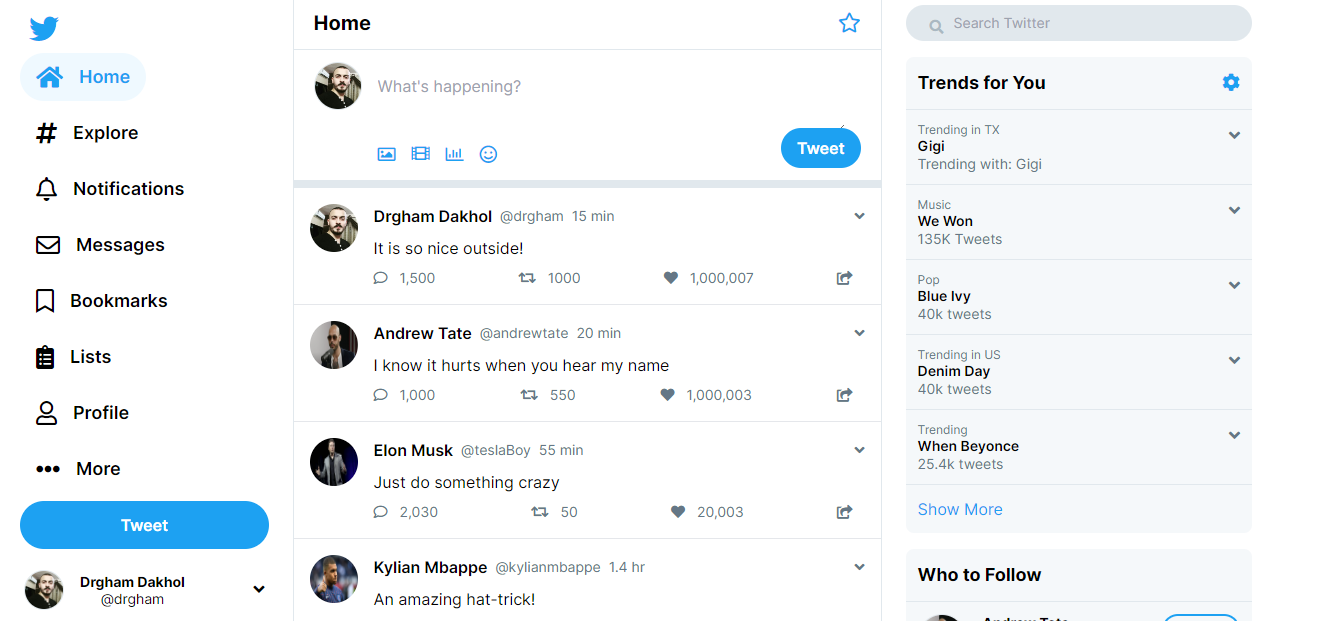 Home
Explore
Notifications
Messages
Bookmarks
Lists
Profile
More
Tweet
Drgham Dakhol
@drgham
Home
What's happening?
Tweet
Drgham Dakhol @drgham 15 min
It is so nice outside!
1,500 1000 1,000,007
Andrew Tate @andrewtate 20 min
I know it hurts when you hear my name
1,000 550 1,000,003
Elon Musk @teslaBoy 55 min
Just do something crazy
2,030 50 20,003
Kylian Mbappe @kylianmbappe 1.4 hr
An amazing hat-trick!
Search Twitter
Trends for You
Trending in TX
Gigi
Trending with: Gigi
Music
We Won
135K Tweets
Pop
Blue Ivy
40k tweets
Trending in US
Denim Day
40k tweets
Trending
When Beyonce
25.4k tweets
Show More
Who to Follow
Andrew Tate